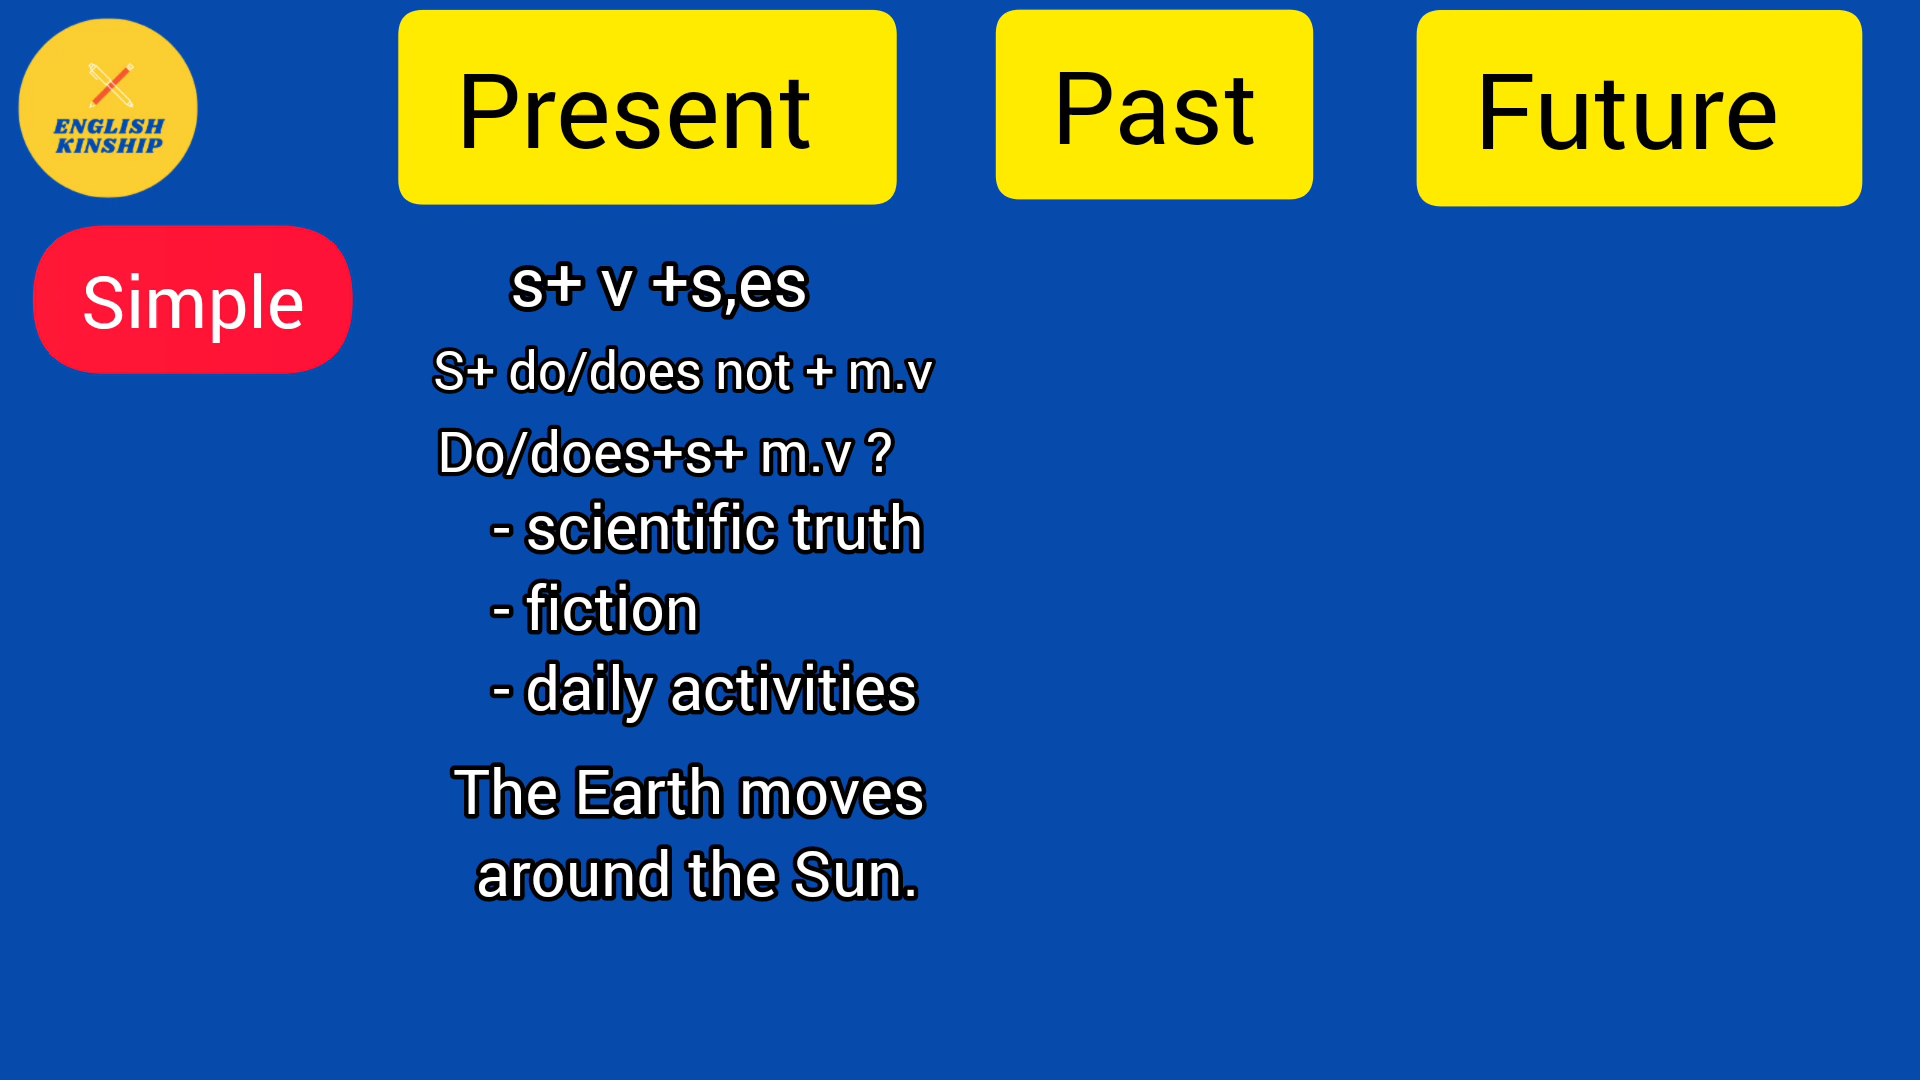 ENGLISH
KINSHIP
Present
Past
Future
Simple
s+ v +s,es
S+ do/does not + m.v
Do/does+s+ m.v ?
- scientific truth
- fiction
- daily activities
The Earth moves
around the Sun.